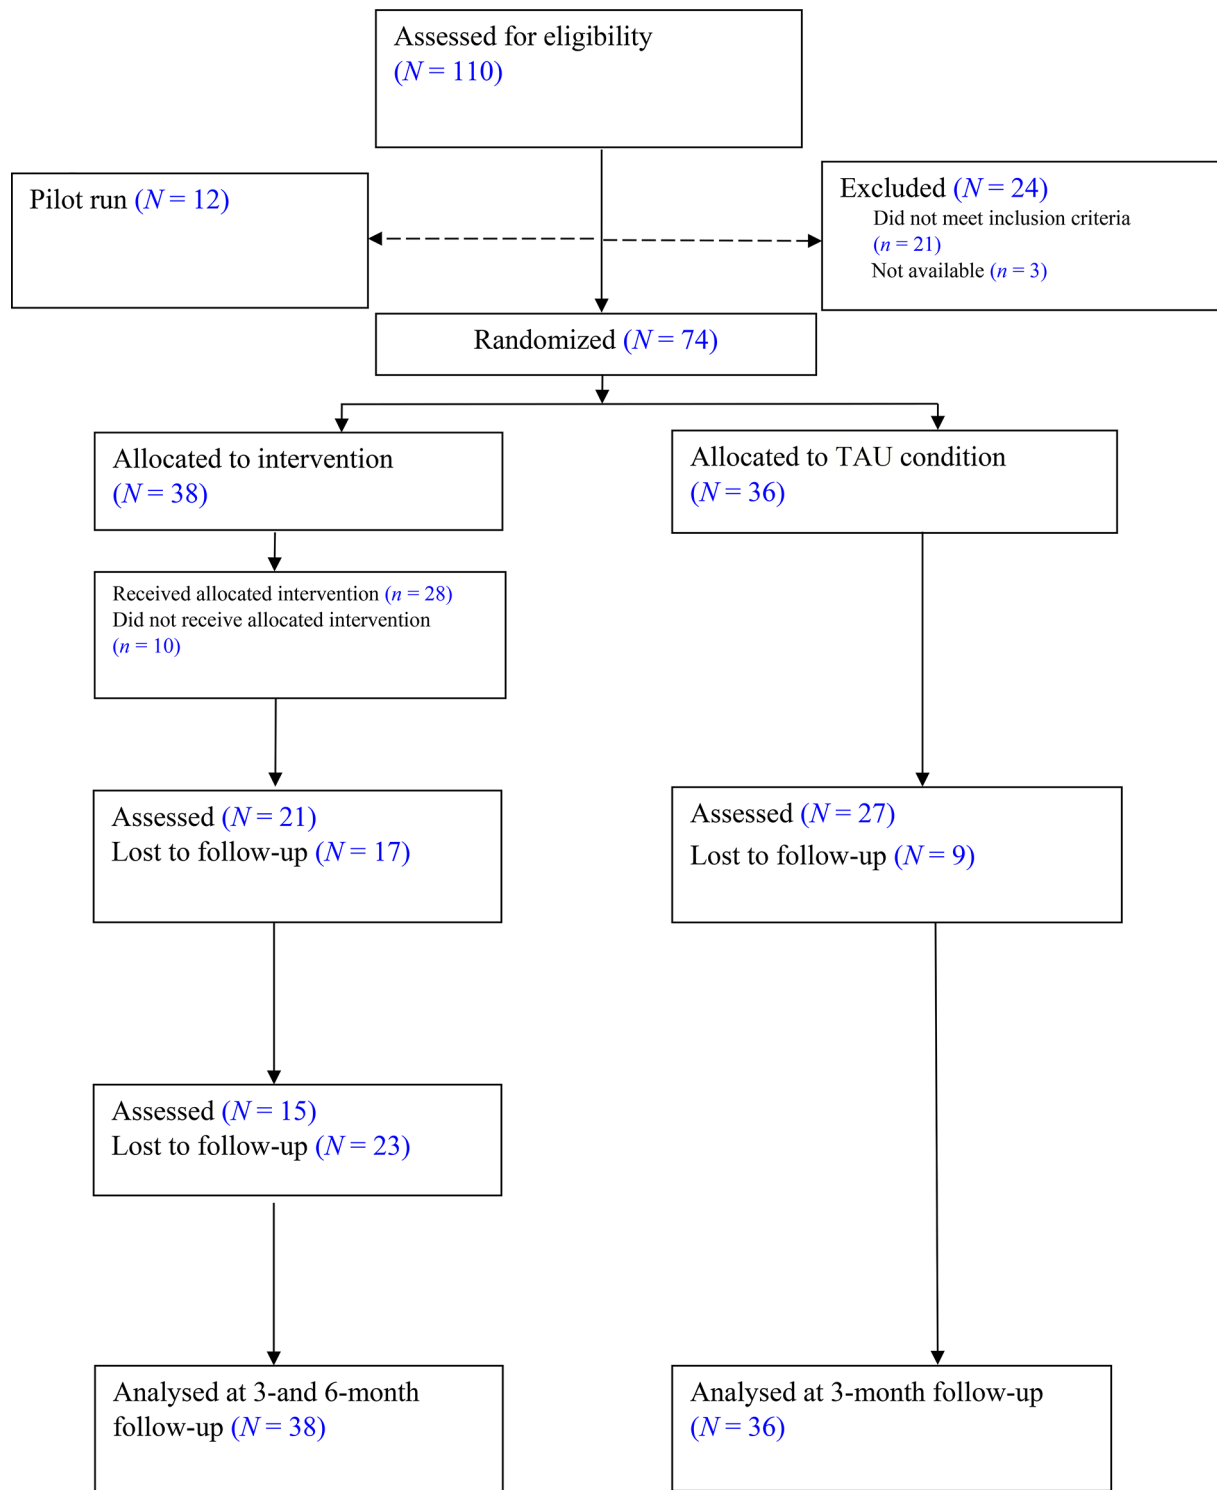 Assessed for eligibility
(N = 110)
Pilot run (N = 12)
Excluded (N = 24)
Did not meet inclusion criteria
(n = 21)
Not available (n = 3)
Randomized (N = 74)
Allocated to intervention
(N = 38)
Allocated to TAU condition
(N = 36)
Received allocated intervention (n = 28)
Did not receive allocated intervention
(n = 10)
Assessed (N = 21)
Lost to follow-up (N = 17)
Assessed (N = 27)
Lost to follow-up (N = 9)
Assessed (N = 15)
Lost to follow-up (N = 23)
Analysed at 3-and 6-month
follow-up (N = 38)
Analysed at 3-month follow-up
(N = 36)